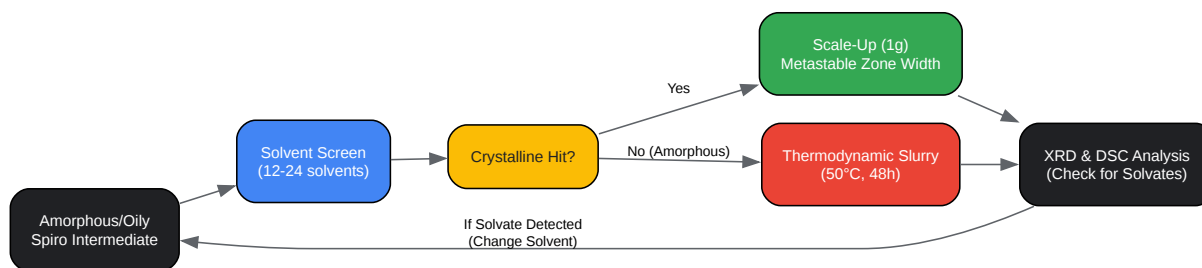 Amorphous/Oily
Spiro Intermediate
Solvent Screen
(12-24 solvents)
Crystalline Hit?
Yes
Scale-Up (1g)
Metastable Zone Width
No (Amorphous)
Thermodynamic Slurry
(50°C, 48h)
XRD & DSC Analysis
(Check for Solvates)
If Solvate Detected
(Change Solvent)